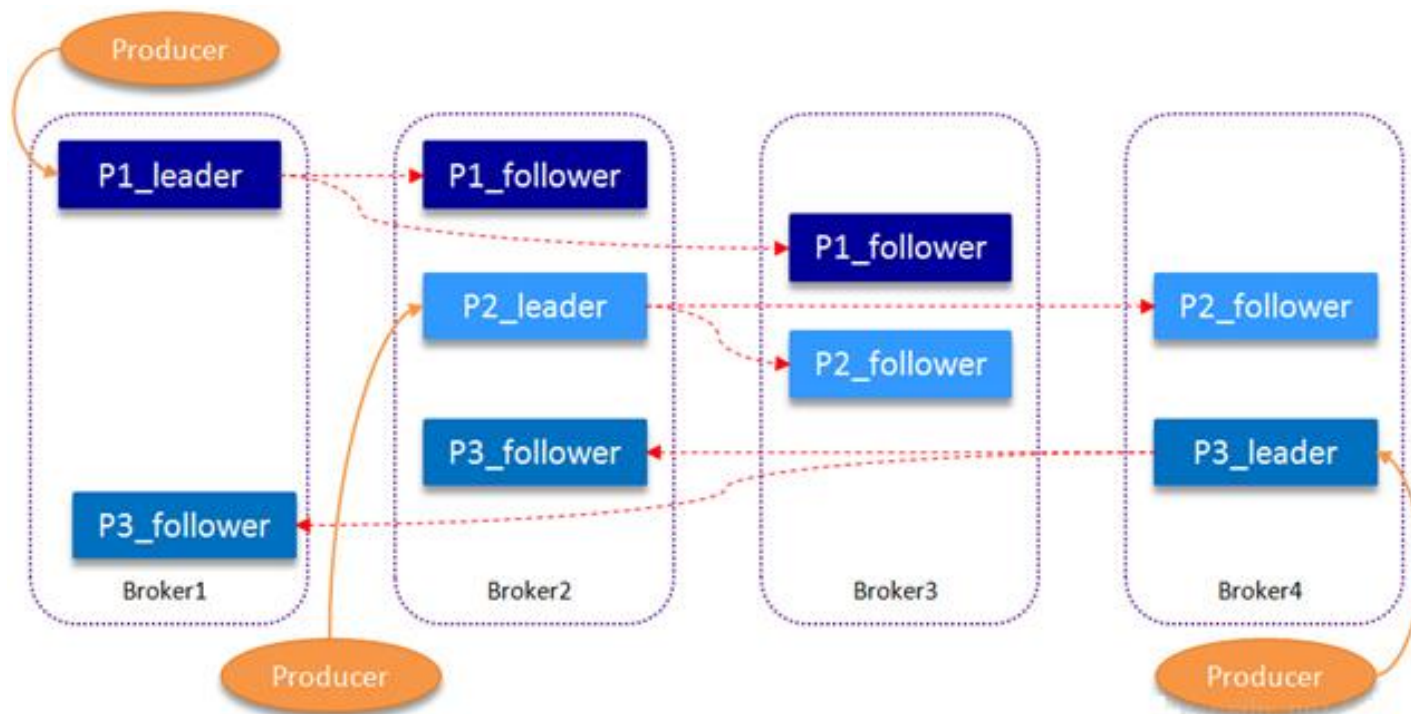 Producer
P1_leader
P1_follower
P1_follower
P2_leader
P2_follower
P2_follower
P3_follower
P3_leader
P3_follower
Broker1
Broker2
Broker3
Broker4
Producer
Producer